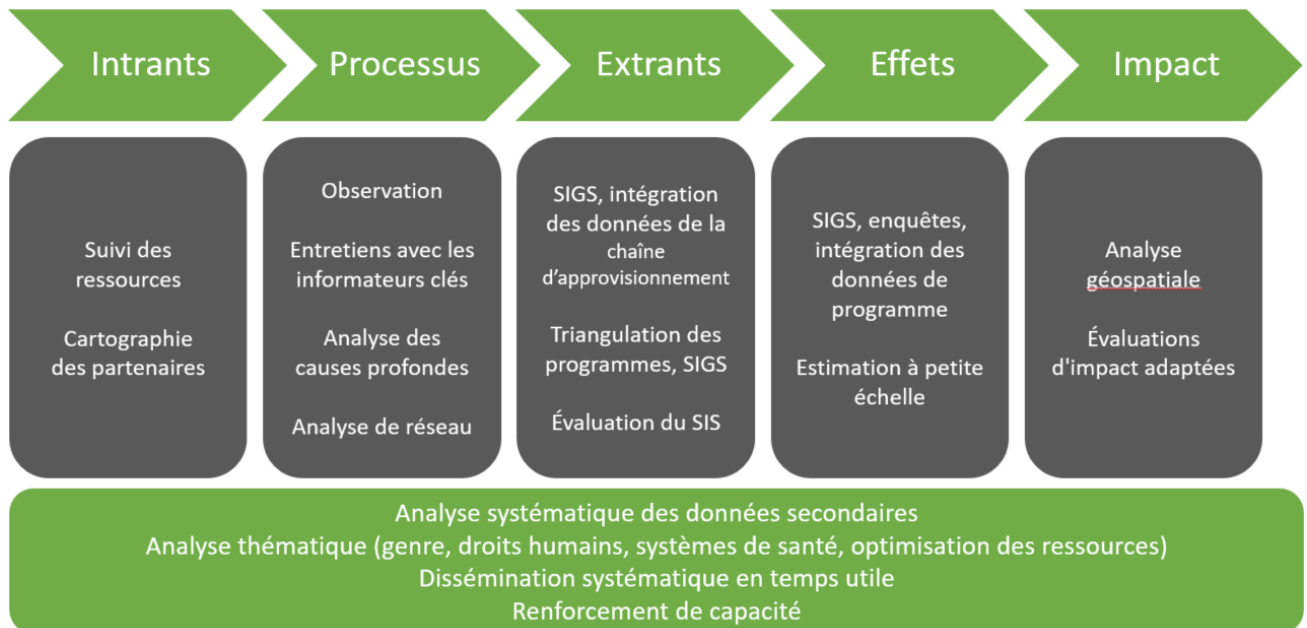 Intrants
Processus
Extrants
Effets
Impact
Suivi des
ressources
Cartographie
des partenaires
Observation
Entretiens avec les
informateurs clés
Analyse des
causes profondes
Analyse de réseau
SIGS, intégration
des données de la
chaîne
d’approvisionnement
Triangulation des
programmes, SIGS
Évaluation du SIS
SIGS, enquêtes,
intégration des
données de
programme
Estimation à petite
échelle
Analyse
géospatiale
Évaluations
d'impact adaptées
Analyse systématique des données secondaires
Analyse thématique (genre, droits humains, systèmes de santé, optimisation des ressources)
Dissémination systématique en temps utile
Renforcement de capacité